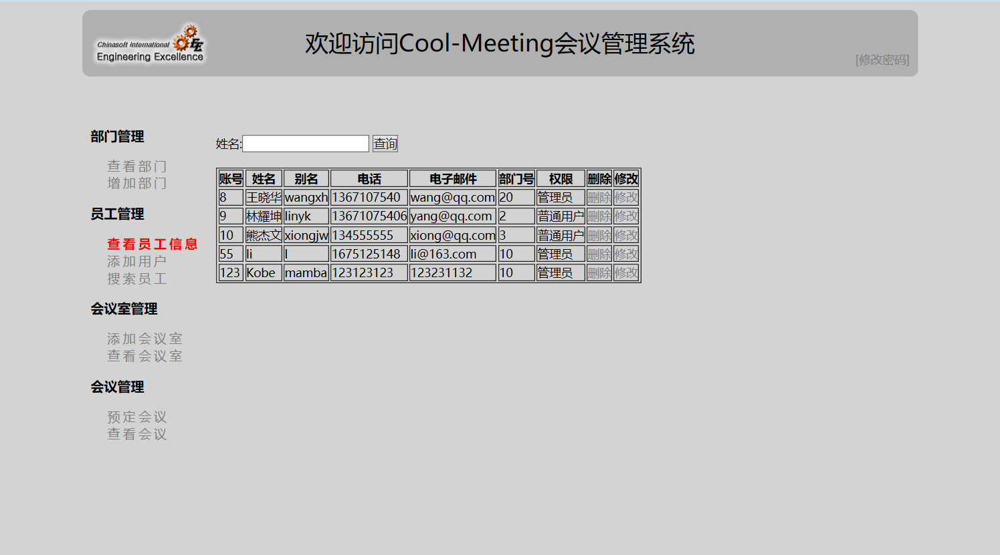 Chinasoft International
Engineering Excellence
欢迎访问Cool-Meeting会议管理系统
[修改密码]
部门管理
查看部门
增加部门
员工管理
查看员工信息
添加用户
搜索员工
会议室管理
添加会议室
查看会议室
会议管理
预定会议
查看会议
姓名: 查询
账号 姓名 别名 电话 电子邮件 部门号 权限 删除 修改
8 王晓华 wangxh 1367107540 wang@qq.com 20 管理员 删除 修改
9 林耀坤 linyk 13671075406 yang@qq.com 2 普通用户 删除 修改
10 熊杰文 xiongjw 134555555 xiong@qq.com 3 普通用户 删除 修改
55 li l 1675125148 li@163.com 10 管理员 删除 修改
123 Kobe mamba 123123123 123231132 10 管理员 删除 修改